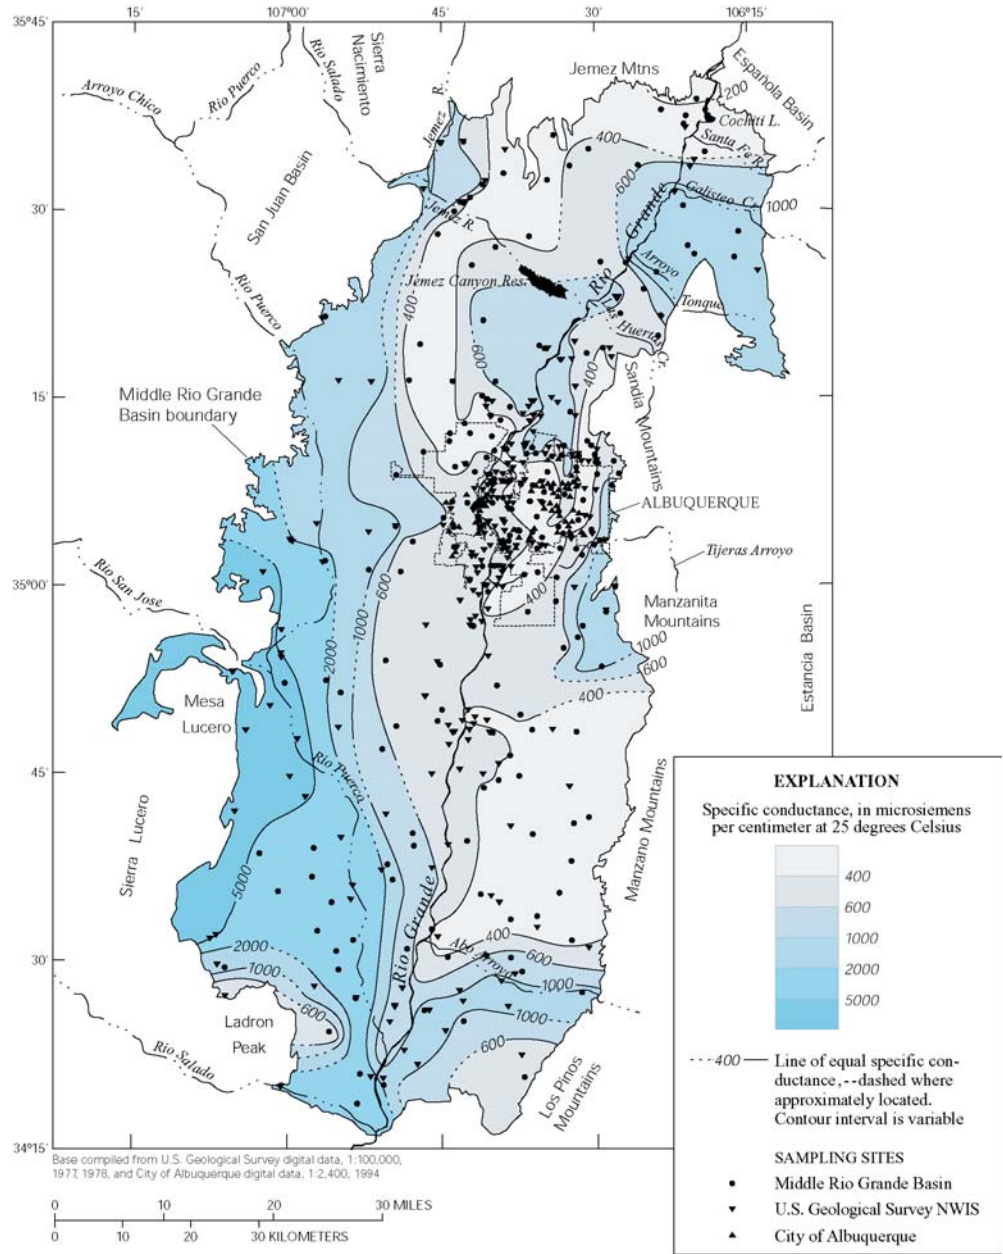 35°45'
15'
107°00'
45'
30'
106°15'
Sierra
Nacimiento
Rio Salado
Rio Puerco
Arroyo Chico
Jemez R.
Jemez Mtns
Española Basin
200
Cochiti L.
400
Santa Fe R.
600
Galisteo Cr.
1000
San Juan Basin
30'
Jemez R.
Rio Grande
Rio Puerco
400
Jemez Canyon Res.
Arroyo
Tonque
Huertas Cr.
600
400
Sandia Mountains
15'
Middle Rio Grande
Basin boundary
ALBUQUERQUE
Tijeras Arroyo
600
35°00'
400
Rio San Jose
Manzanita
Mountains
1000
2000
1000
600
400
Estancia Basin
Mesa
Lucero
Rio Puerco
45'
Sierra Lucero
Manzano Mountains
5000
Rio Grande
400
2000
Abo Arroyo
600
30'
1000
1000
600
1000
Ladron
Peak
600
Rio Salado
Los Pinos
Mountains
34°15'
Base compiled from U.S. Geological Survey digital data, 1:100,000,
1977, 1978, and City of Albuquerque digital data, 1:2,400, 1994
0 10 20 30 MILES
0 10 20 30 KILOMETERS
EXPLANATION
Specific conductance, in microsiemens
per centimeter at 25 degrees Celsius
400
600
1000
2000
5000
400
Line of equal specific con-
ductance,--dashed where
approximately located.
Contour interval is variable
SAMPLING SITES
Middle Rio Grande Basin
U.S. Geological Survey NWIS
City of Albuquerque